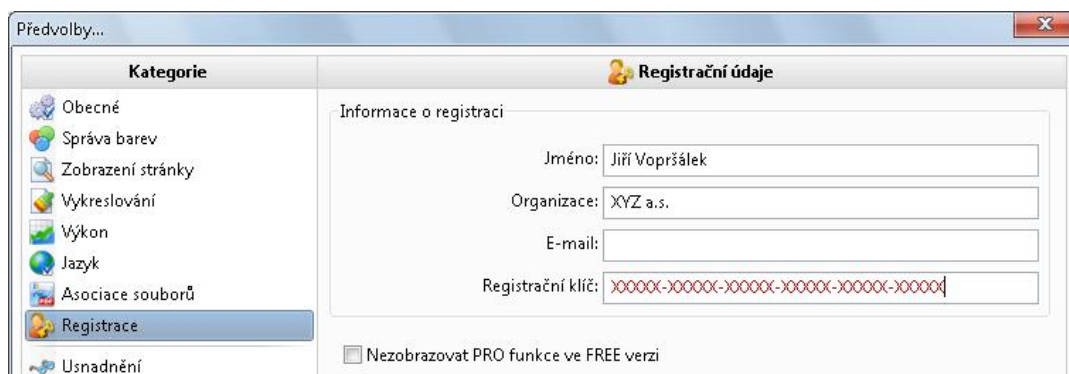 Předvolby...
Kategorie
Obecné
Správa barev
Zobrazení stránky
Vykreslování
Výkon
Jazyk
Asociace souborů
Registrace
Usnadnění
Registrační údaje
Informace o registraci
Jméno: Jiří Vopršálek
Organizace: XYZ a.s.
E-mail:
Registrační klíč: XXXXX-XXXXX-XXXXX-XXXXX-XXXXX-XXXXX
Nezobrazovat PRO funkce ve FREE verzi